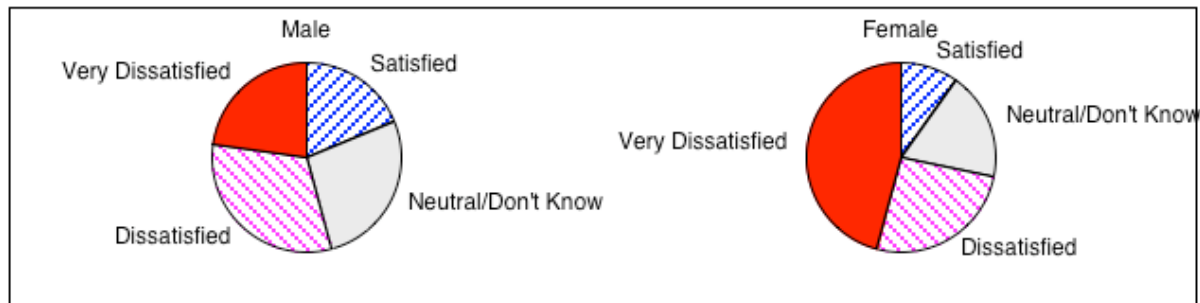 Male
Very Dissatisfied
Satisfied
Neutral/Don't Know
Dissatisfied
Female
Satisfied
Neutral/Don't Know
Very Dissatisfied
Dissatisfied